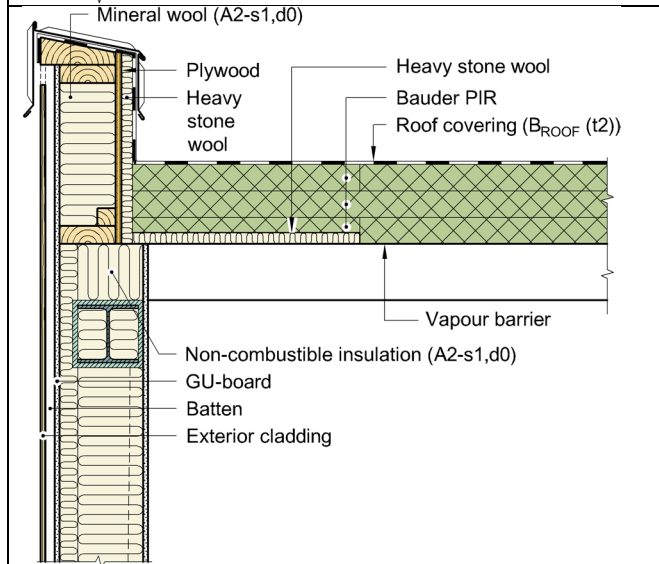 Mineral wool (A2-s1,d0)
Plywood
Heavy
stone
wool
Heavy stone wool
Bauder PIR
Roof covering (BROOF (t2))
Vapour barrier
Non-combustible insulation (A2-s1,d0)
GU-board
Batten
Exterior cladding